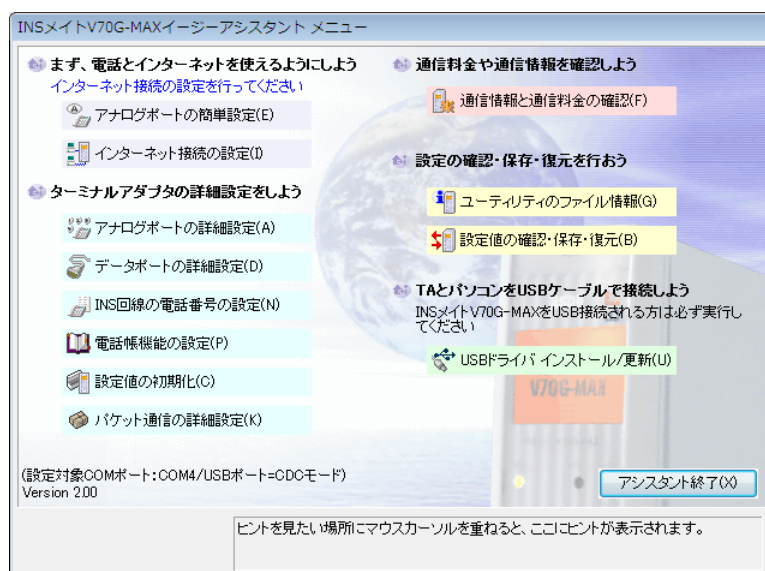 INSメイトV70G-MAXイージーアシスタント メニュー
まず、電話とインターネットを使えるようにしよう
インターネット接続の設定を行ってください
アナログポートの簡単設定(E)
インターネット接続の設定(I)
ターミナルアダプタの詳細設定をしよう
アナログポートの詳細設定(A)
データポートの詳細設定(D)
INS回線の電話番号の設定(N)
電話帳機能の設定(P)
設定値の初期化(C)
パケット通信の詳細設定(K)
通信料金や通信情報を確認しよう
通信情報と通信料金の確認(F)
設定の確認・保存・復元を行おう
ユーティリティのファイル情報(G)
設定値の確認・保存・復元(B)
TAとパソコンをUSBケーブルで接続しよう
INSメイトV70G-MAXをUSB接続される方は必ず実行し
てください
USBドライバ インストール/更新(U)
V70G-MAX
(設定対象COMポート:COM4/USBポート=CDCモード)
Version 2.00
アシスタント終了(X)
ヒントを見たい場所にマウスカーソルを重ねると、ここにヒントが表示されます。